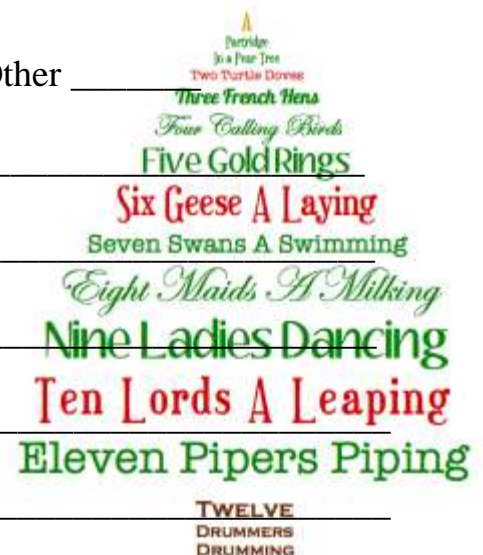 A
Partridge
In a Pear Tree
Other ________
Two Turtle Doves
Three French Hens
Four Calling Birds
Five Gold Rings
Six Geese A Laying
Seven Swans A Swimming
Eight Maids A Milking
Nine Ladies Dancing
Ten Lords A Leaping
Eleven Pipers Piping
TWELVE
DRUMMERS
DRUMMING